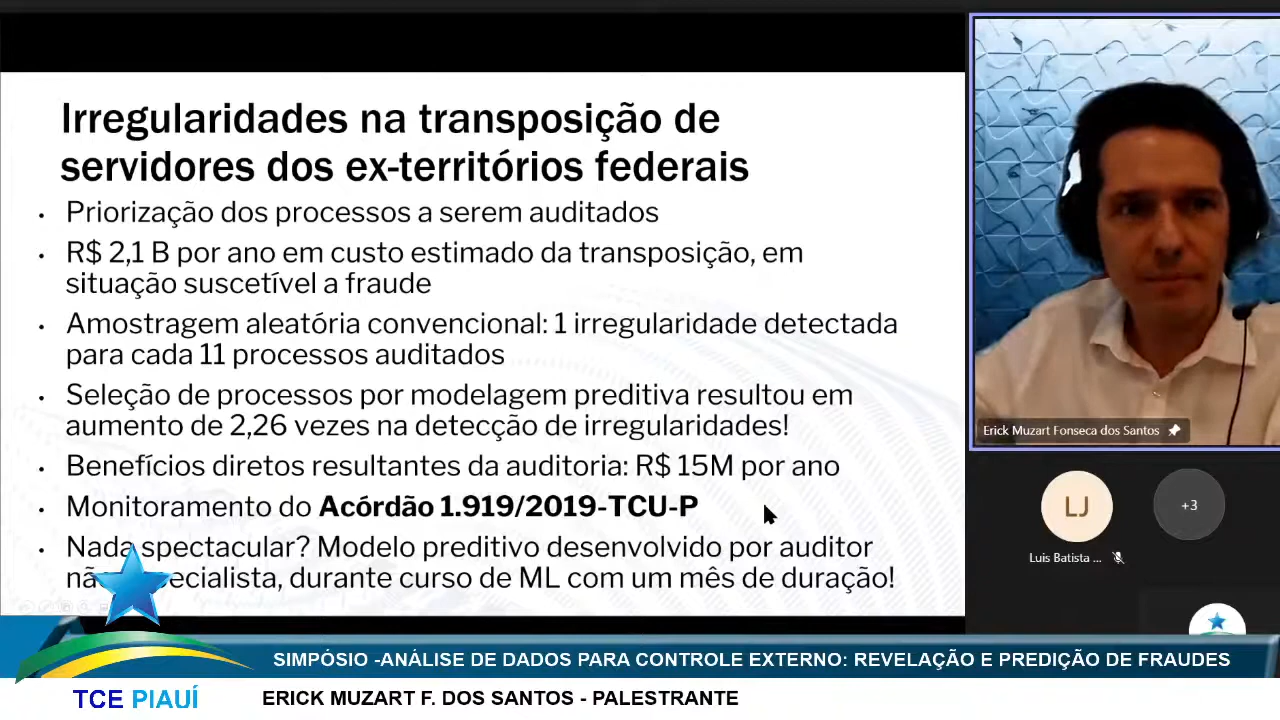 Irregularidades na transposição de
servidores dos ex-territórios federais
• Priorização dos processos a serem auditados
• R$ 2,1 B por ano em custo estimado da transposição, em
situação suscetível a fraude
• Amostragem aleatória convencional: 1 irregularidade detectada
para cada 11 processos auditados
• Seleção de processos por modelagem preditiva resultou em
aumento de 2,26 vezes na detecção de irregularidades!
• Benefícios diretos resultantes da auditoria: R$ 15M por ano
• Monitoramento do Acórdão 1.919/2019-TCU-P
• Nada spectacular? Modelo preditivo desenvolvido por auditor
durante curso de ML com um mês de duração!
Erick Muzart Fonseca dos Santos
LJ
+3
Luis Batista ...
SIMPÓSIO -ANÁLISE DE DADOS PARA CONTROLE EXTERNO: REVELAÇÃO E PREDIÇÃO DE FRAUDES
TCE PIAUÍ
ERICK MUZART F. DOS SANTOS - PALESTRANTE